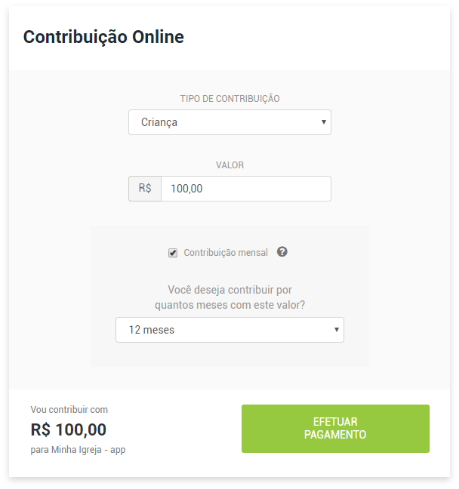 Contribuição Online
TIPO DE CONTRIBUIÇÃO
Criança
VALOR
R$ 100,00
Contribuição mensal ?
Você deseja contribuir por
quantos meses com este valor?
12 meses
Vou contribuir com
R$ 100,00
para Minha Igreja - app
EFETUAR
PAGAMENTO